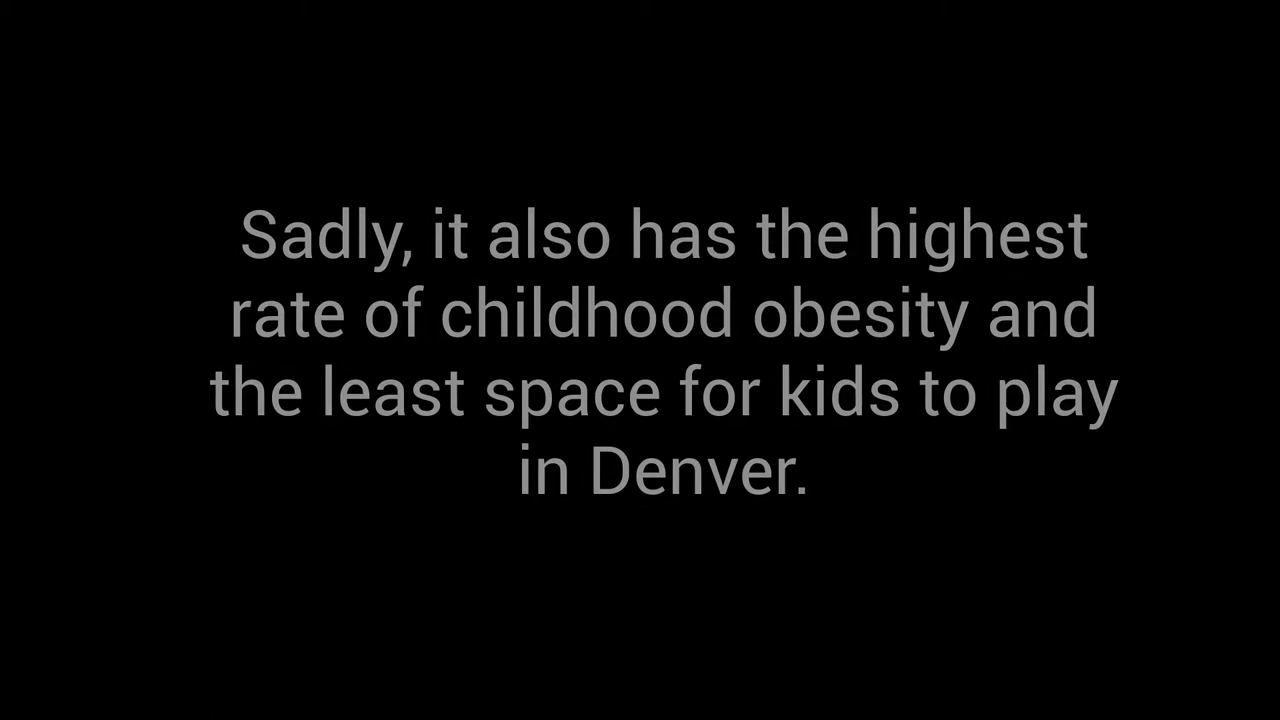 Sadly, it also has the highest
rate of childhood obesity and
the least space for kids to play
in Denver.